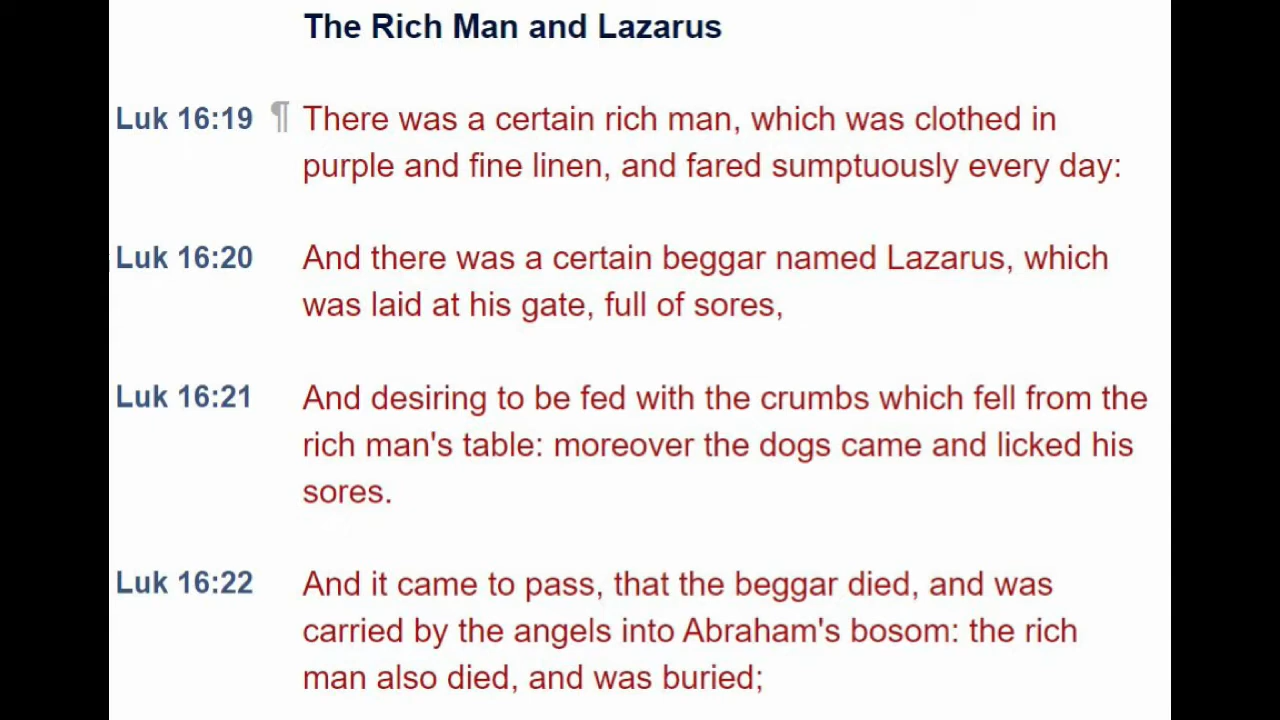 The Rich Man and Lazarus
Luk 16:19 ¶ There was a certain rich man, which was clothed in
purple and fine linen, and fared sumptuously every day:
Luk 16:20 And there was a certain beggar named Lazarus, which
was laid at his gate, full of sores,
Luk 16:21 And desiring to be fed with the crumbs which fell from the
rich man's table: moreover the dogs came and licked his
sores.
Luk 16:22 And it came to pass, that the beggar died, and was
carried by the angels into Abraham's bosom: the rich
man also died, and was buried;